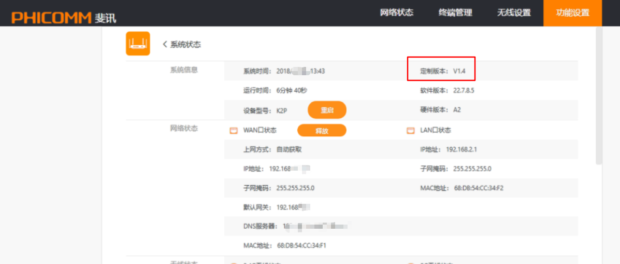 PHICOMM 斐讯
网络状态 终端管理 无线设置 功能设置
系统状态
系统信息 系统时间： 2018. 13:43 定制版本： V1.4
运行时间： 6分钟 40秒 软件版本： 22.7.8.5
设备型号： K2P 重启 硬件版本： A2
网络状态 WAN口状态 释放 LAN口状态
上网方式： 自动获取 IP地址： 192.168.2.1
IP地址： 192.168 子网掩码： 255.255.255.0
子网掩码： 255.255.255.0 MAC地址： 68:DB:54:CC:34:F2
默认网关： 192.168
DNS服务器：
MAC地址： 68:DB:54:CC:34:F1